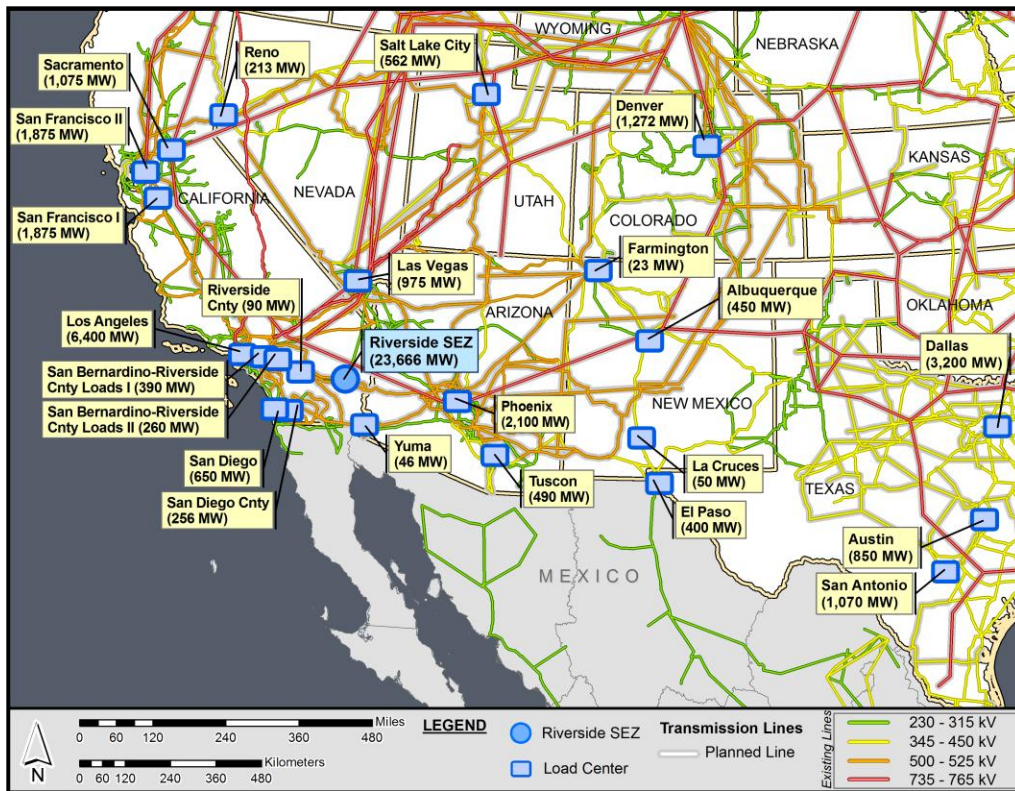 WYOMING
NEBRASKA
Reno
(213 MW)
Salt Lake City
(562 MW)
Sacramento
(1,075 MW)
Denver
(1,272 MW)
San Francisco II
(1,875 MW)
KANSAS
NEVADA
CALIFORNIA
UTAH
San Francisco I
(1,875 MW)
COLORADO
Las Vegas
(975 MW)
Farmington
(23 MW)
Riverside
Cnty (90 MW)
Albuquerque
(450 MW)
ARIZONA
OKLAHOMA
Los Angeles
(6,400 MW)
Riverside SEZ
(23,666 MW)
Dallas
(3,200 MW)
San Bernardino-Riverside
Cnty Loads I (390 MW)
San Bernardino-Riverside
Cnty Loads II (260 MW)
Phoenix
(2,100 MW)
NEW MEXICO
Yuma
(46 MW)
La Cruces
(50 MW)
San Diego
(650 MW)
Tuscon
(490 MW)
TEXAS
San Diego Cnty
(256 MW)
El Paso
(400 MW)
Austin
(850 MW)
MEXICO
San Antonio
(1,070 MW)
Miles
0 60 120 240 360 480
Kilometers
0 60 120 240 360 480
N
LEGEND
Riverside SEZ
Load Center
Transmission Lines
Planned Line
Existing Lines
230 - 315 kV
345 - 450 kV
500 - 525 kV
735 - 765 kV